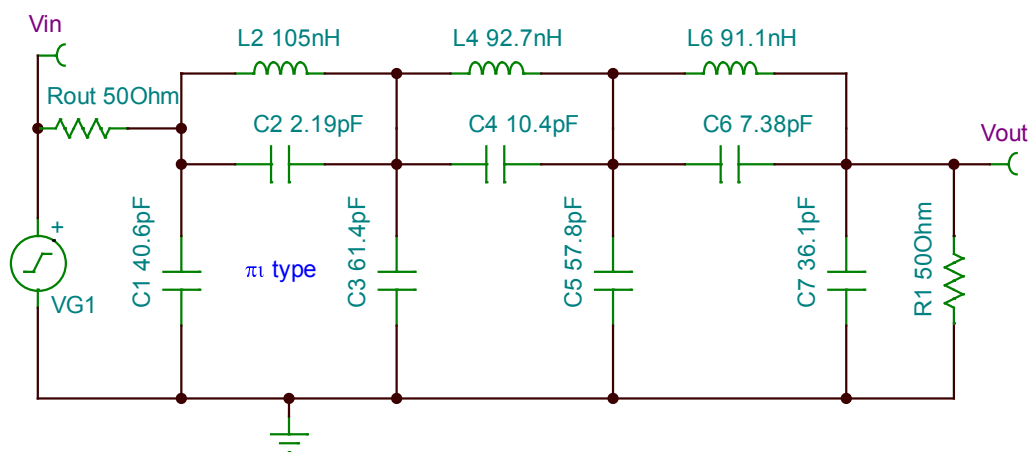 Vin
L2 105nH
L4 92.7nH
L6 91.1nH
Rout 50Ohm
C2 2.19pF
C4 10.4pF
C6 7.38pF
Vout
+
VG1
C1 40.6pF
πι type
C3 61.4pF
C5 57.8pF
C7 36.1pF
R1 50Ohm